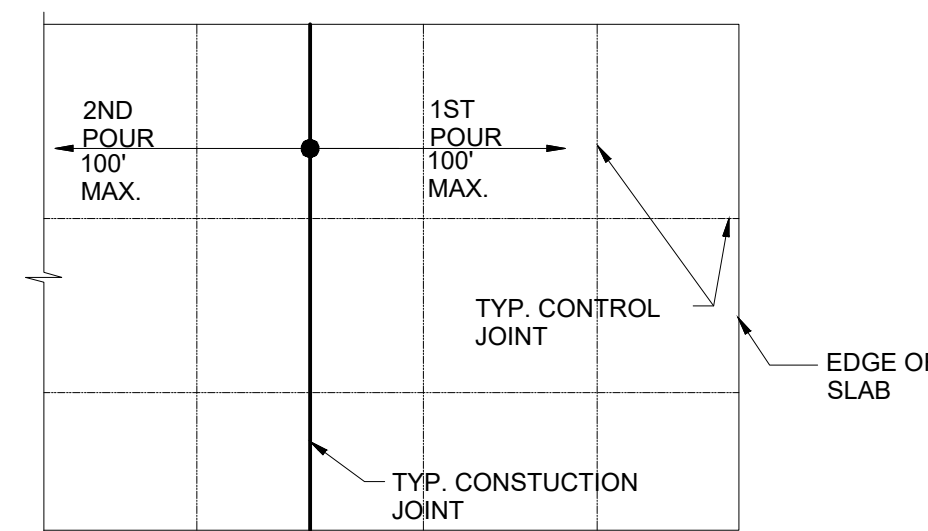 2ND
POUR
100'
MAX.
1ST
POUR
100'
MAX.
TYP. CONTROL
JOINT
EDGE OF
SLAB
TYP. CONSTUCTION
JOINT